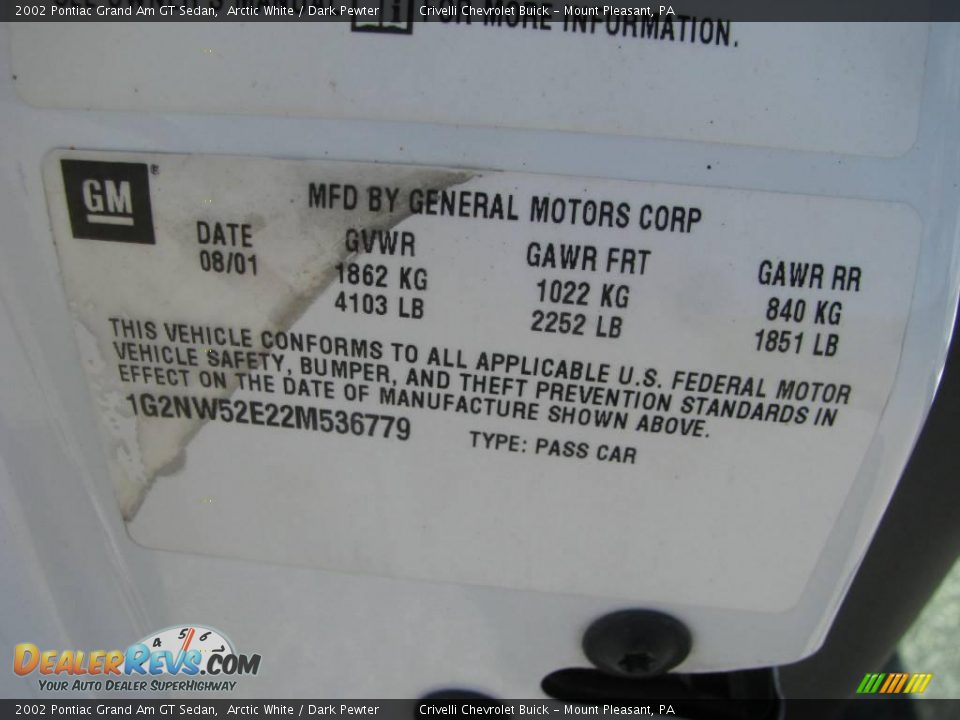 2002 Pontiac Grand Am GT Sedan, Arctic White / Dark Pewter Crivelli Chevrolet Buick - Mount Pleasant, PA
FOR MORE INFORMATION.
GM®
MFD BY GENERAL MOTORS CORP
DATE GVWR GAWR FRT GAWR RR
08/01 1862 KG 1022 KG 840 KG
4103 LB 2252 LB 1851 LB
THIS VEHICLE CONFORMS TO ALL APPLICABLE U.S. FEDERAL MOTOR
VEHICLE SAFETY, BUMPER, AND THEFT PREVENTION STANDARDS IN
EFFECT ON THE DATE OF MANUFACTURE SHOWN ABOVE.
1G2NW52E22M536779 TYPE: PASS CAR
4 5 6
DEALERREVS.COM
YOUR AUTO DEALER SUPERHIGHWAY
2002 Pontiac Grand Am GT Sedan, Arctic White / Dark Pewter Crivelli Chevrolet Buick - Mount Pleasant, PA